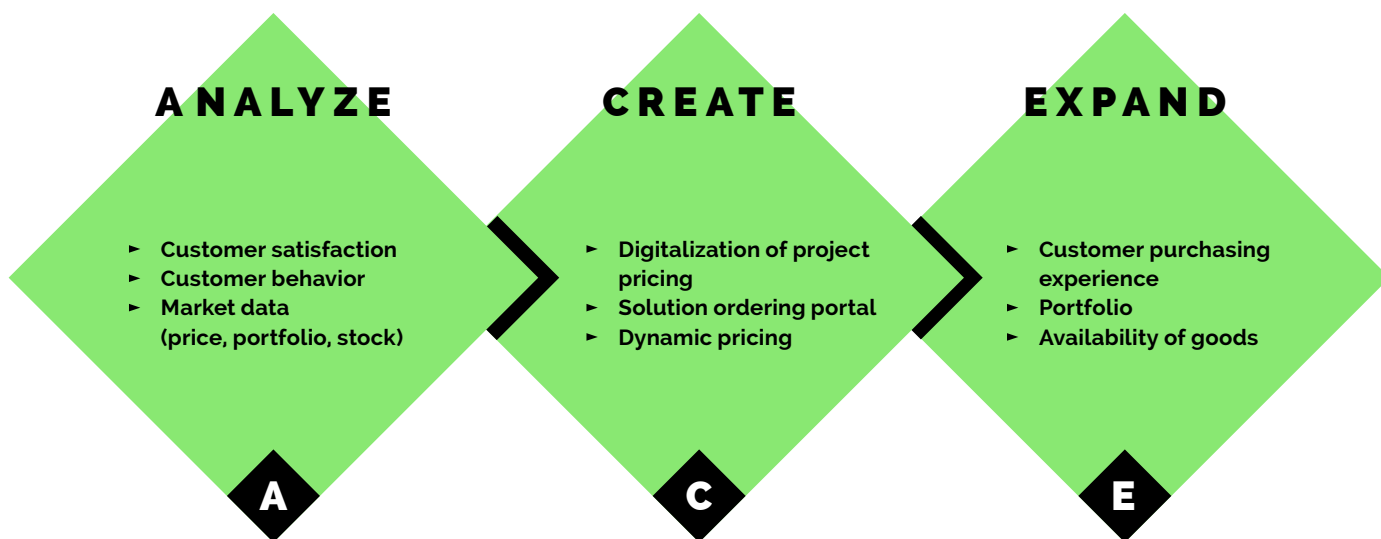 ANALYZE
► Customer satisfaction
► Customer behavior
► Market data
(price, portfolio, stock)
A
CREATE
► Digitalization of project
pricing
► Solution ordering portal
► Dynamic pricing
C
EXPAND
► Customer purchasing
experience
► Portfolio
► Availability of goods
E